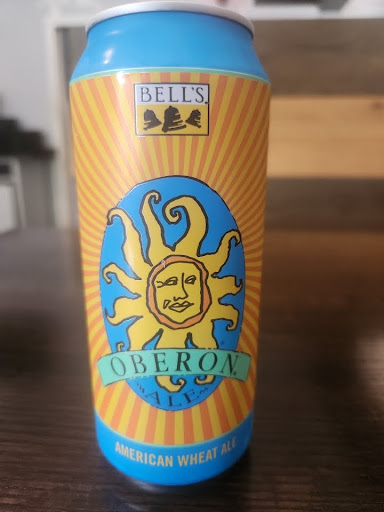 BELL'S.
OBERON.
ALE
AMERICAN WHEAT ALE